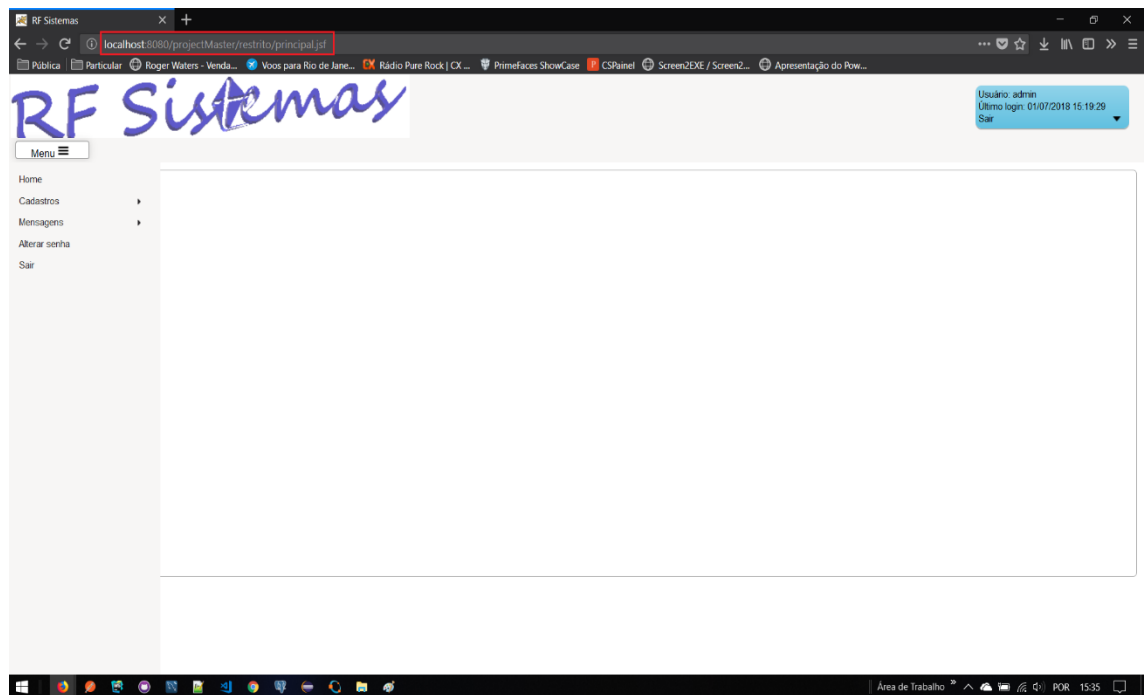 RF Sistemas
localhost:8080/projectMaster/restrito/principal.jsf
Pública
Particular
Roger Waters - Venda...
Voos para Rio de Jane...
Rádio Pure Rock | CX ...
PrimeFaces ShowCase
CSPainel
Screen2EXE / Screen2...
Apresentação do Pow...
RF Sistemas
Usuário: admin
Último login: 01/07/2018 15:19:29
Sair
Menu
Home
Cadastros
Mensagens
Alterar senha
Sair
Área de Trabalho
POR
15:35